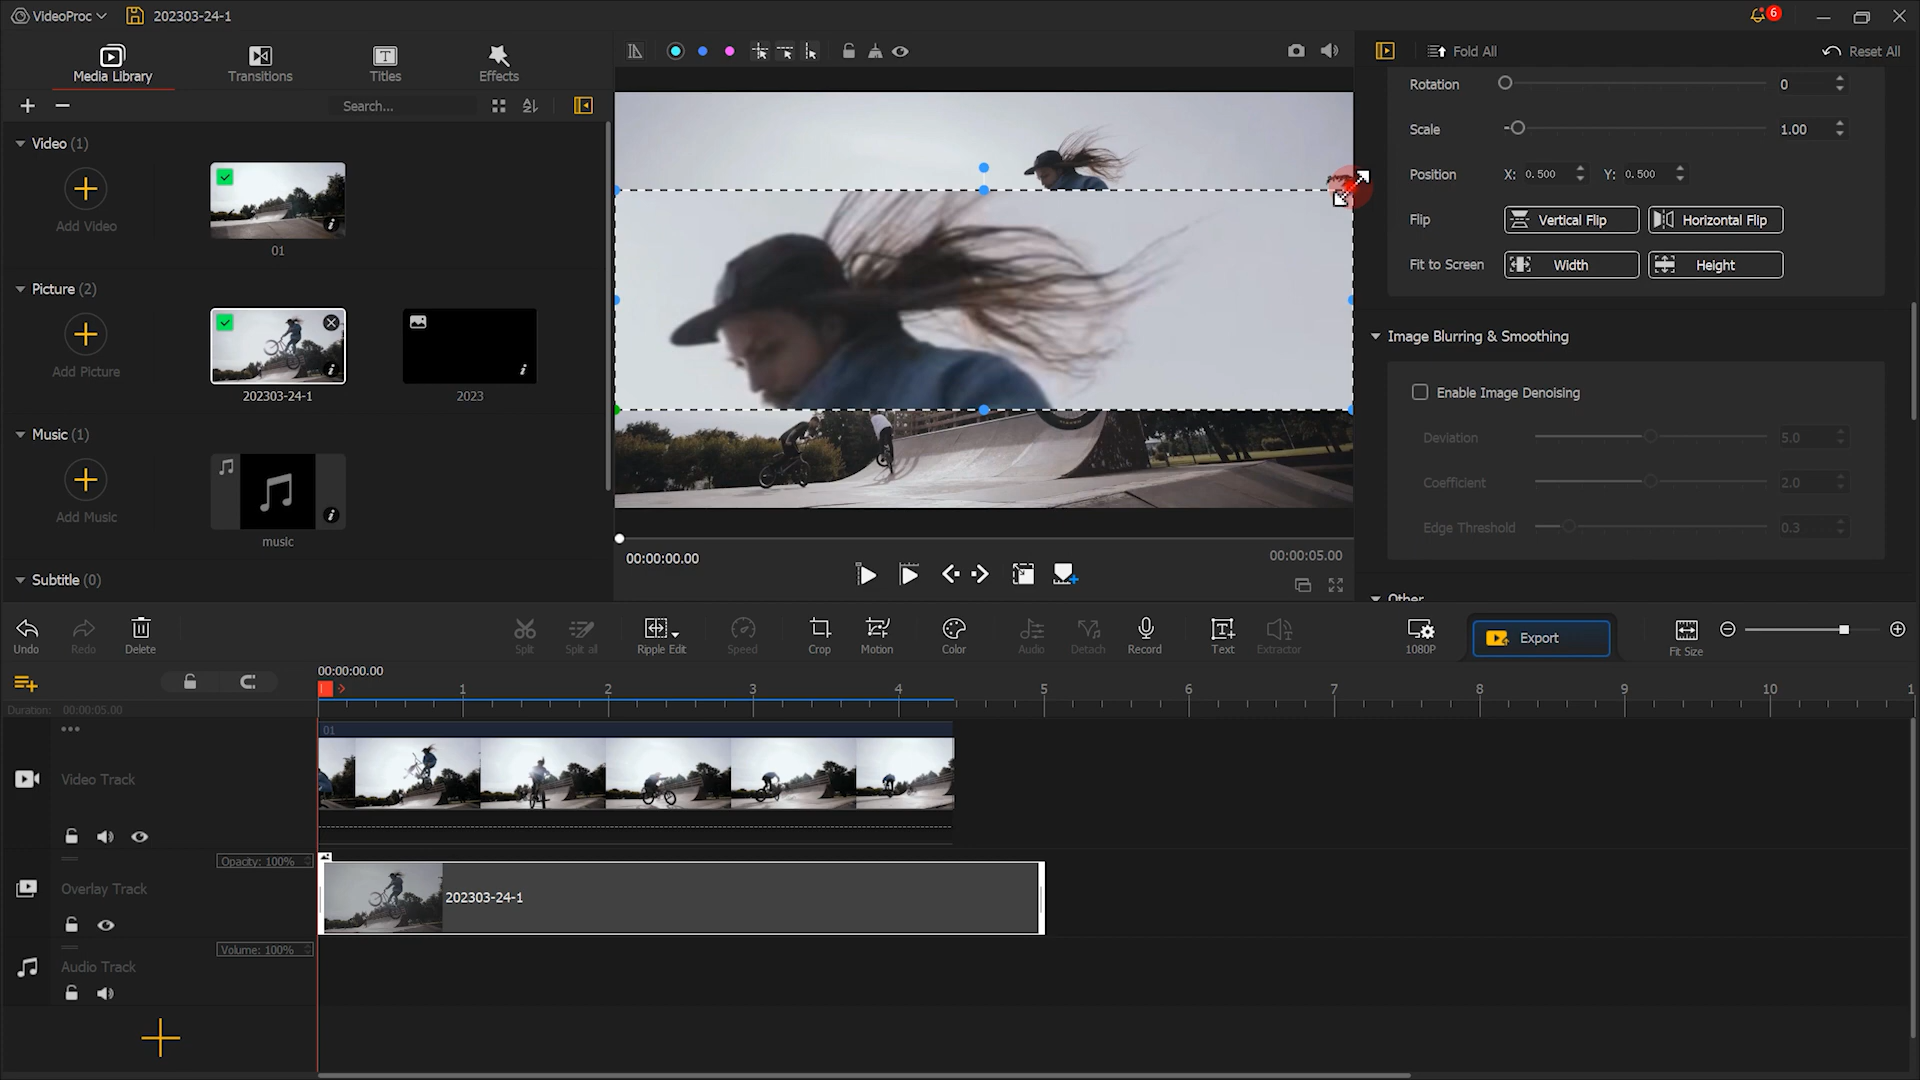 VideoProc
202303-24-1
6
Media Library
Transitions
Titles
Effects
Fold All
Reset All
Search...
Rotation
0
Scale
1.00
Position
X: 0.500
Y: 0.500
Flip
Vertical Flip
Horizontal Flip
Fit to Screen
Width
Height
Video (1)
Add Video
01
Picture (2)
Add Picture
202303-24-1
2023
Music (1)
Add Music
music
Subtitle (0)
Image Blurring & Smoothing
Enable Image Denoising
Deviation
5.0
Coefficient
2.0
Edge Threshold
0.3
Other
00:00:00.00
00:00:05.00
Undo
Redo
Delete
Split
Split all
Ripple Edit
Speed
Crop
Motion
Color
Audio
Detach
Record
Text
Extractor
1080P
Export
Fit Size
00:00:00.00
1 2 3 4 5 6 7 8 9 10 1
Duration: 00:00:05.00
01
Video Track
Opacity: 100%
Overlay Track
202303-24-1
Volume: 100%
Audio Track